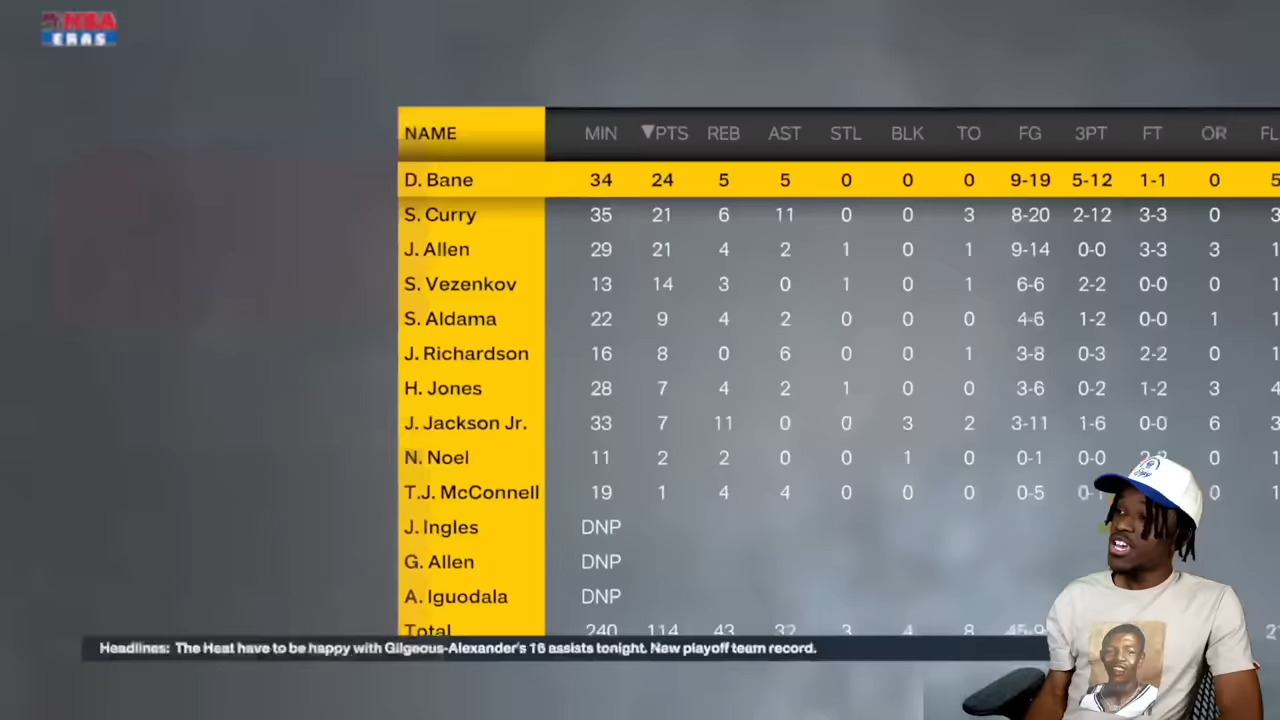 NBA
ERAS
NAME MIN ▼PTS REB AST STL BLK TO FG 3PT FT OR
D. Bane 34 24 5 5 0 0 0 9-19 5-12 1-1 0 5
S. Curry 35 21 6 11 0 0 3 8-20 2-12 3-3 0 3
J. Allen 29 21 4 2 1 0 1 9-14 0-0 3-3 3 1
S. Vezenkov 13 14 3 0 1 0 1 6-6 2-2 0-0 0 1
S. Aldama 22 9 4 2 0 0 0 4-6 1-2 0-0 1 1
J. Richardson 16 8 0 6 0 0 1 3-8 0-3 2-2 0 1
H. Jones 28 7 4 2 1 0 0 3-6 0-2 1-2 3 4
J. Jackson Jr. 33 7 11 0 0 3 2 3-11 1-6 0-0 6 3
N. Noel 11 2 2 0 0 1 0 0-1 0-0 0 1
T.J. McConnell 19 1 4 4 0 0 0 0-5 0 1
J. Ingles DNP
G. Allen DNP
A. Iguodala DNP
Total 240 114 43 32 3 4 8
Headlines: The Heat have to be happy with Gilgeous-Alexander's 16 assists tonight. New playoff team record.